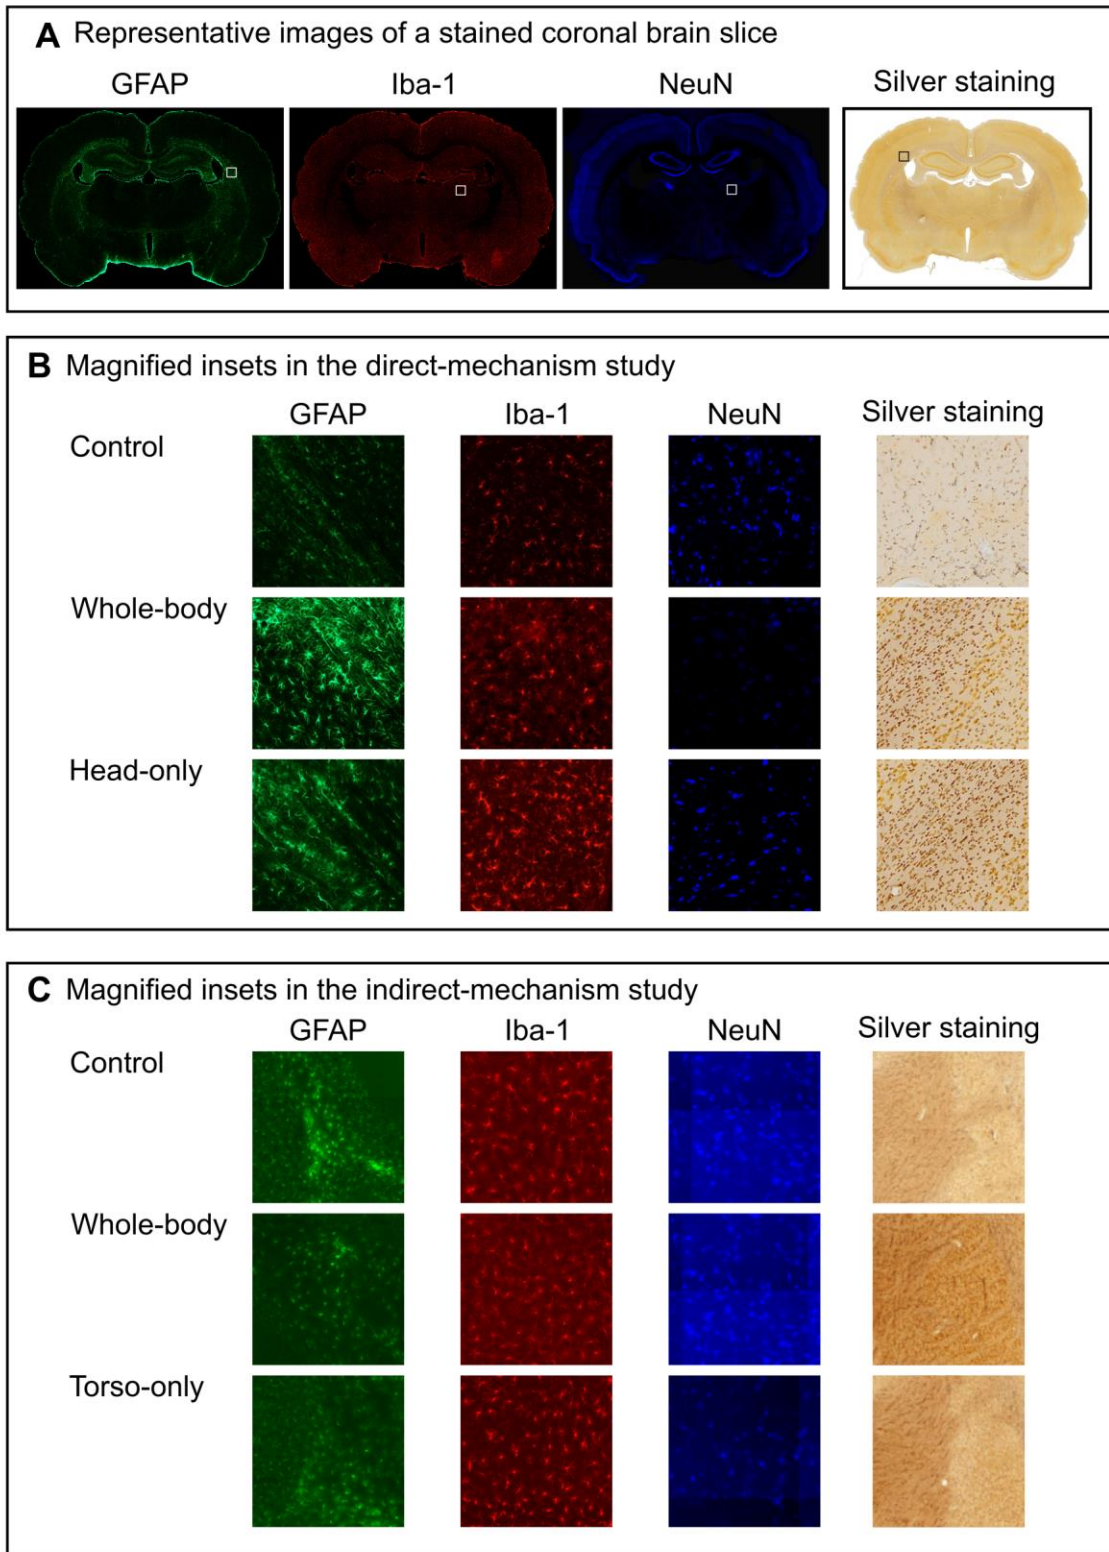 A Representative images of a stained coronal brain slice
GFAP Iba-1 NeuN Silver staining
B Magnified insets in the direct-mechanism study
GFAP Iba-1 NeuN Silver staining
Control
Whole-body
Head-only
C Magnified insets in the indirect-mechanism study
GFAP Iba-1 NeuN Silver staining
Control
Whole-body
Torso-only